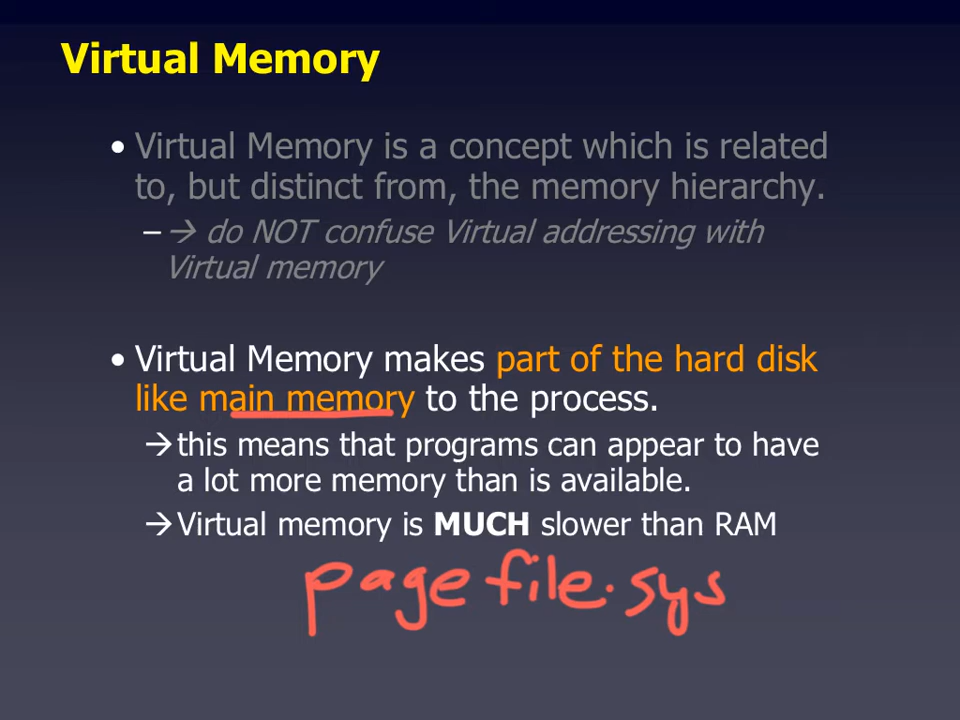 Virtual Memory
• Virtual Memory is a concept which is related
to, but distinct from, the memory hierarchy.
–→ do NOT confuse Virtual addressing with
Virtual memory
• Virtual Memory makes part of the hard disk
like main memory to the process.
→this means that programs can appear to have
a lot more memory than is available.
→Virtual memory is MUCH slower than RAM
pagefile.sys